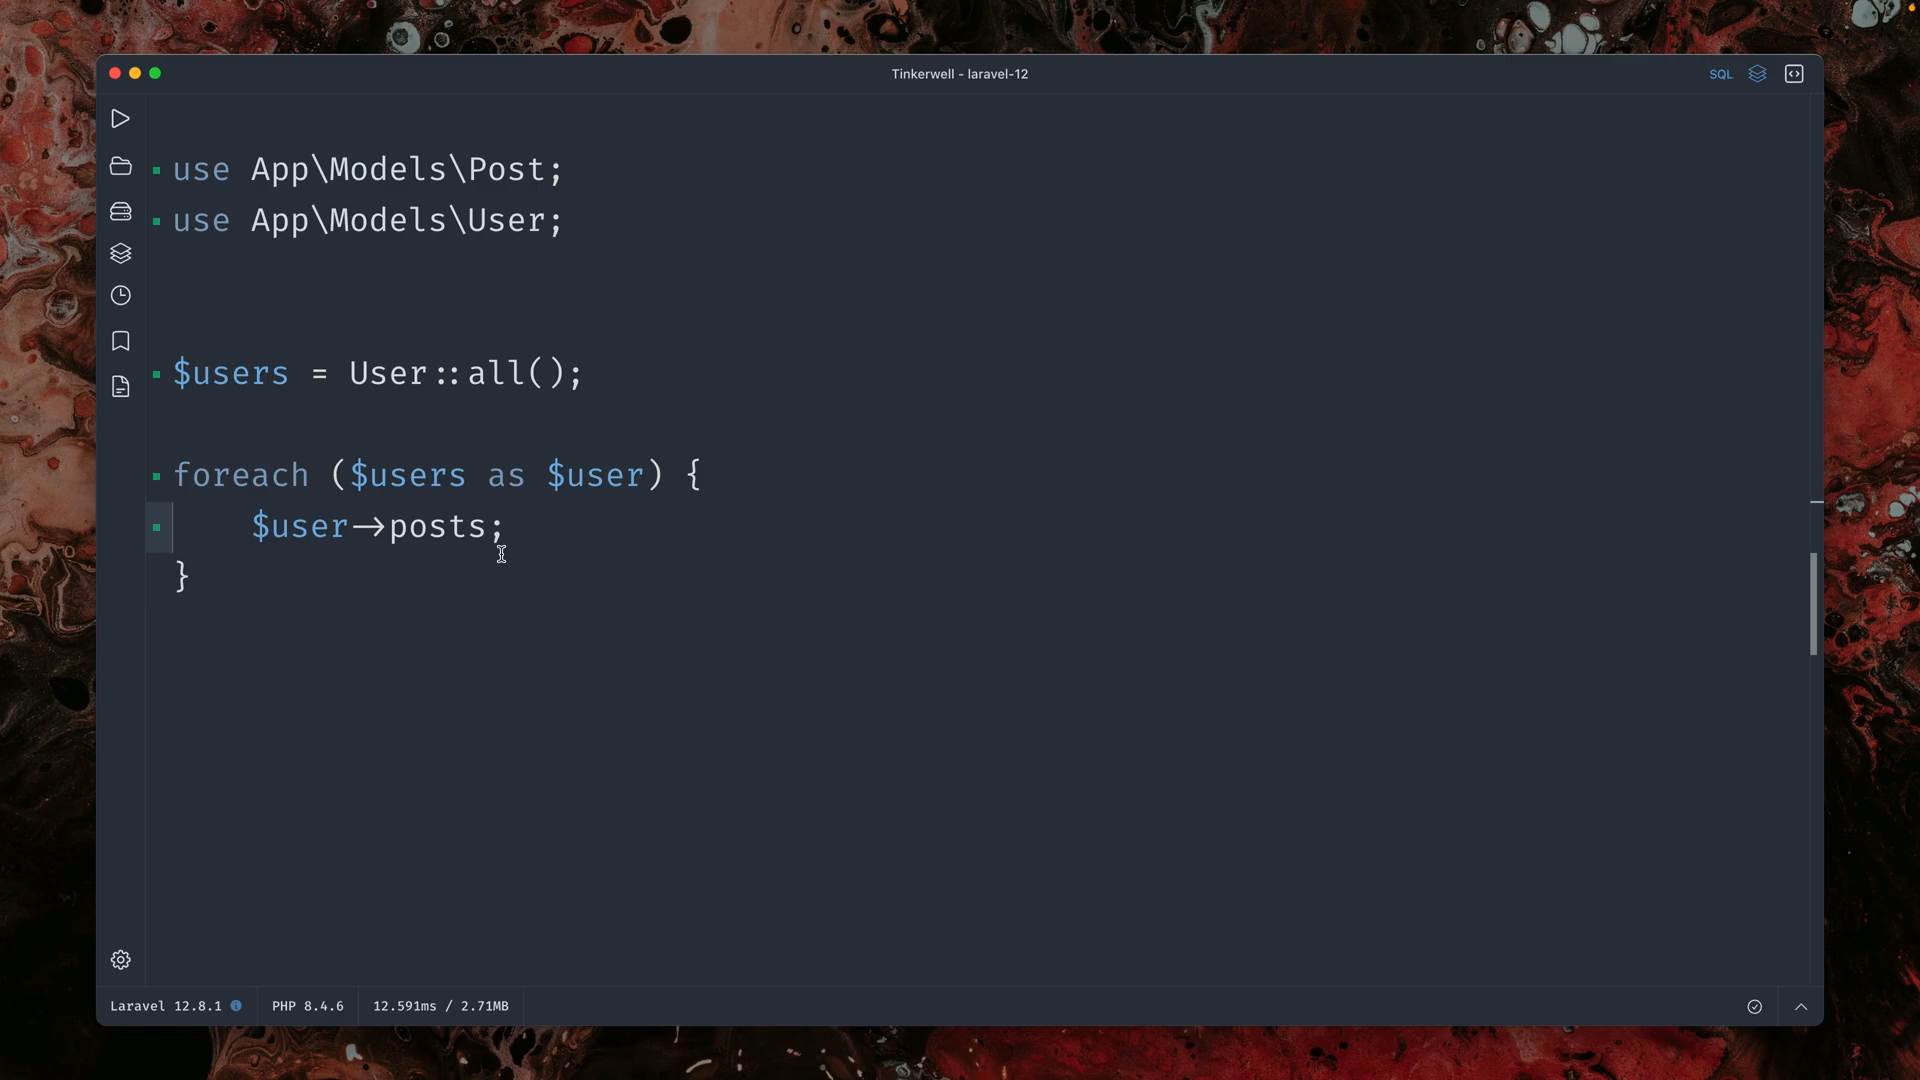 Tinkerwell - laravel-12
SQL
use App\Models\Post;
use App\Models\User;
$users = User::all();
foreach ($users as $user) {
$user->posts;
}
Laravel 12.8.1
PHP 8.4.6
12.591ms / 2.71MB